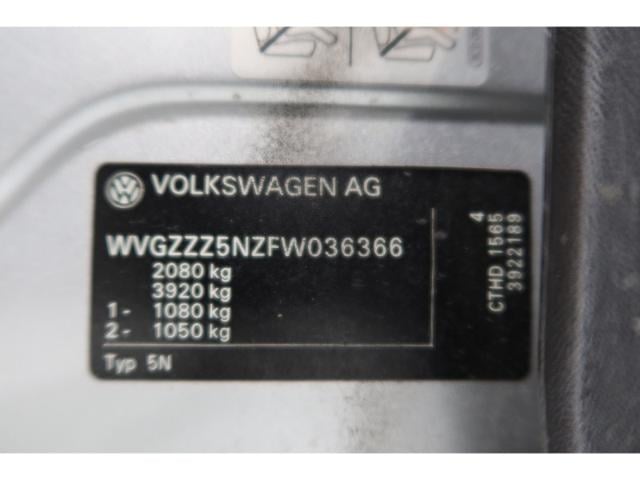 VOLKSWAGEN AG
WVGZZZ5NZFW036366
2080 kg
3920 kg
1- 1080 kg
2- 1050 kg
Typ 5N
4
CTHD 1565
3922189